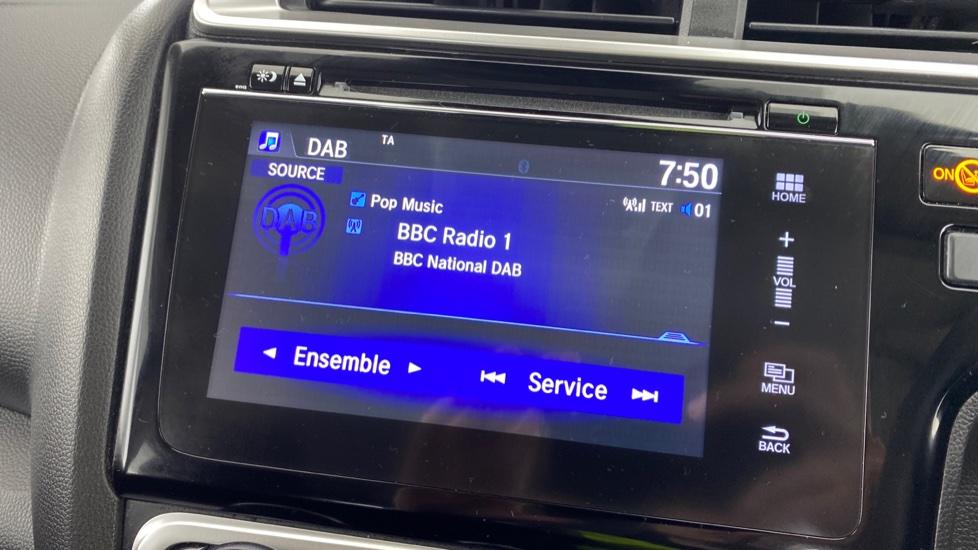 DAB
TA
7:50
SOURCE
DAB
Pop Music
TEXT
01
BBC Radio 1
BBC National DAB
Ensemble
Service
HOME
+
VOL
−
MENU
BACK
ON